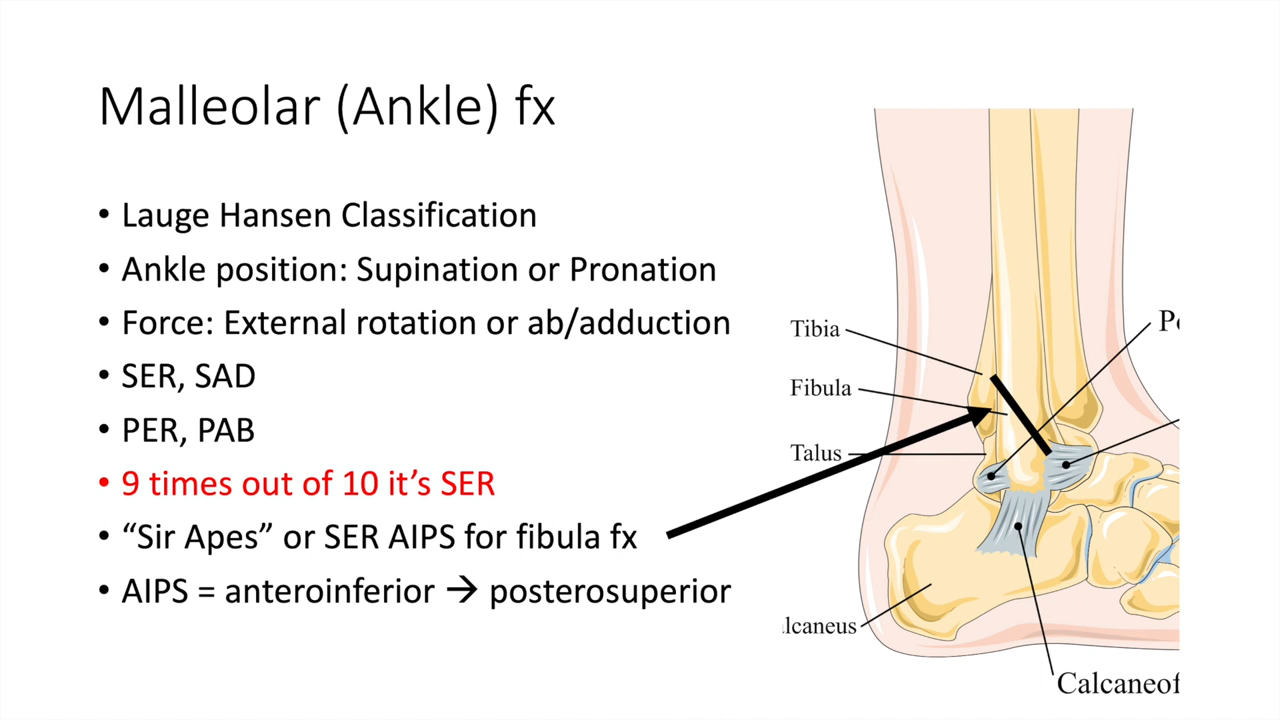 Malleolar (Ankle) fx
• Lauge Hansen Classification
• Ankle position: Supination or Pronation
• Force: External rotation or ab/adduction
• SER, SAD
• PER, PAB
• 9 times out of 10 it’s SER
• “Sir Apes” or SER AIPS for fibula fx
• AIPS = anteroinferior → posterosuperior
Tibia
Fibula
Talus
lcaneus
Calcaneof